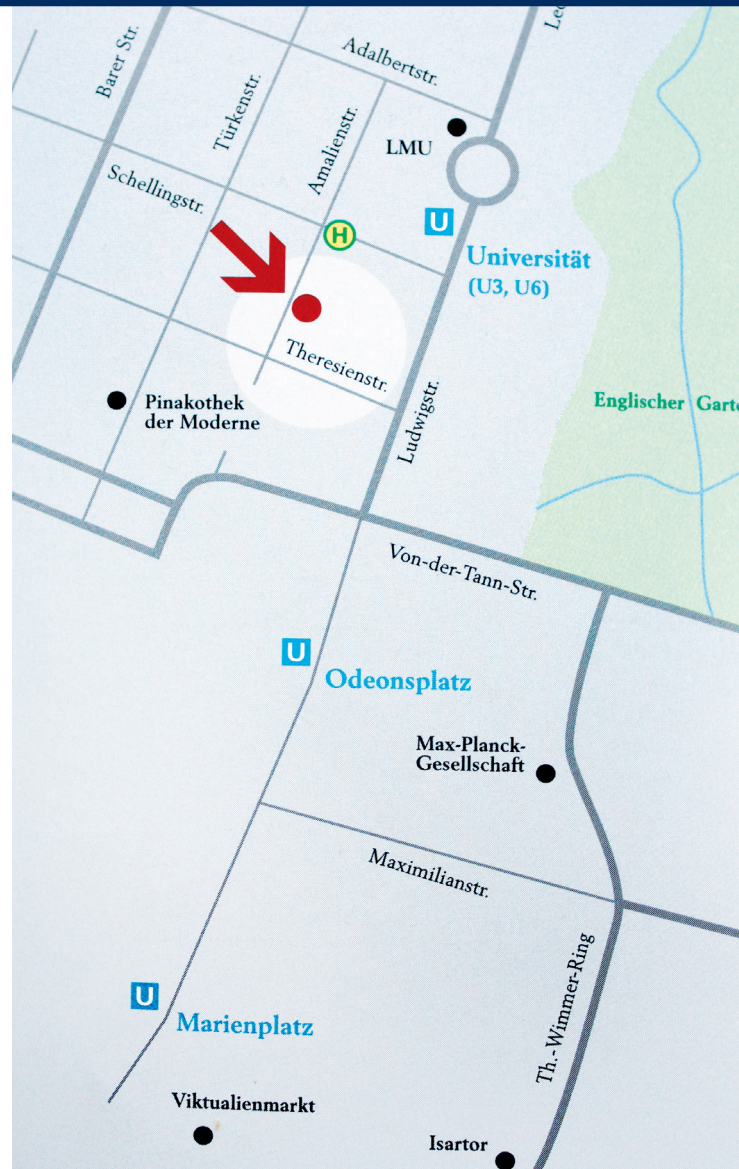 Adalbertstr.
Barer Str.
Türkenstr.
Amalienstr.
LMU
Schellingstr.
H
U
Universität
(U3, U6)
Theresienstr.
Pinakothek
der Moderne
Ludwigstr.
Englischer
Von-der-Tann-Str.
U
Odeonsplatz
Max-Planck-
Gesellschaft
Maximilianstr.
U
Marienplatz
Th.-Wimmer-Ring
Viktualienmarkt
Isartor